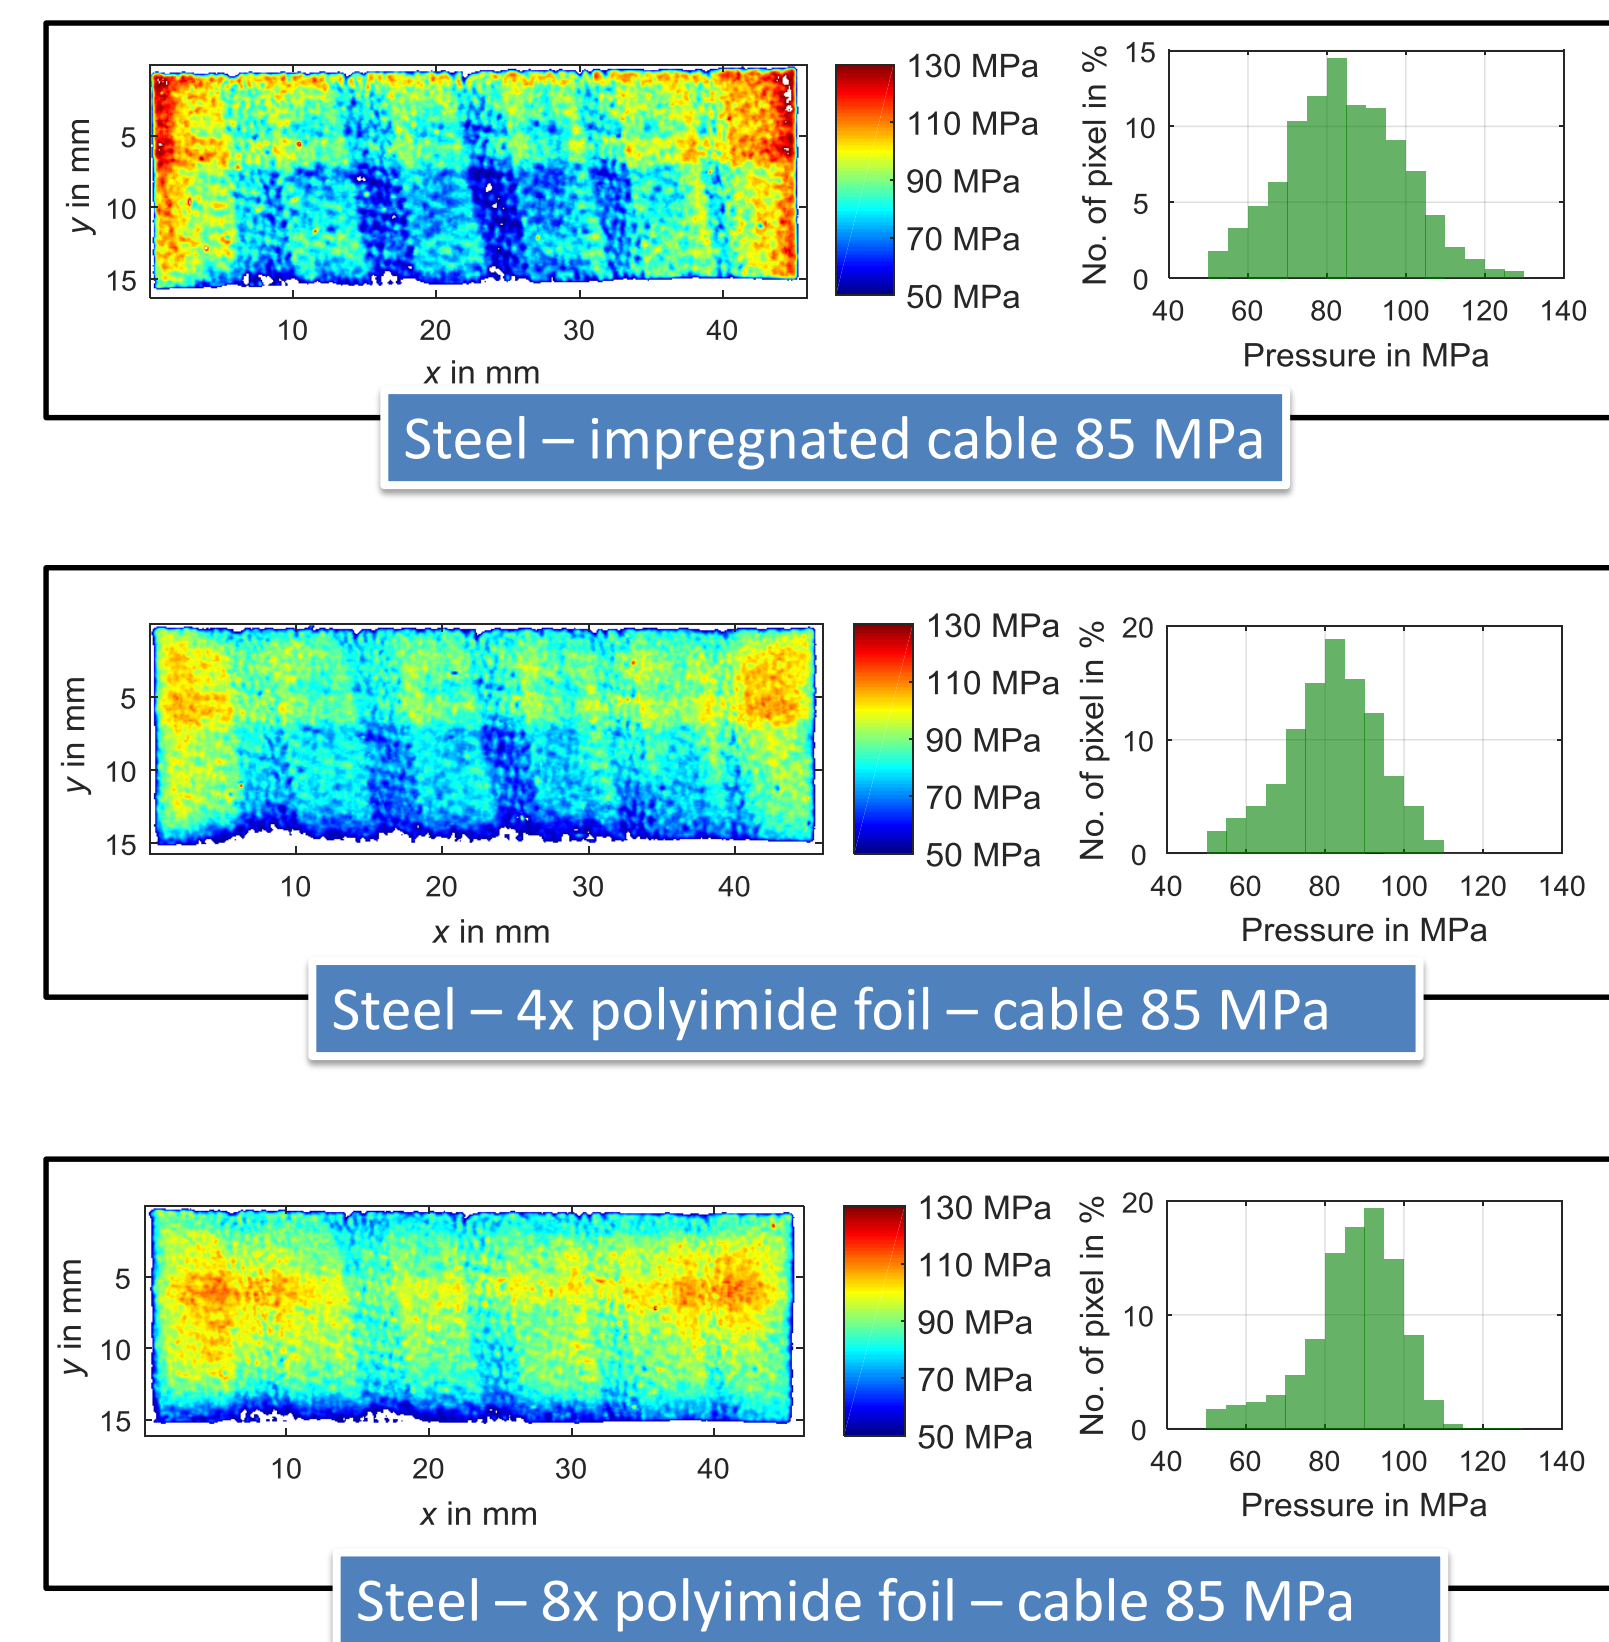 130 MPa
110 MPa
90 MPa
70 MPa
50 MPa
5
10
15
y in mm
10 20 30 40
x in mm
15
10
5
0
No. of pixel in %
40 60 80 100 120 140
Pressure in MPa
Steel – impregnated cable 85 MPa
130 MPa
110 MPa
90 MPa
70 MPa
50 MPa
5
10
15
y in mm
10 20 30 40
x in mm
20
10
0
No. of pixel in %
40 60 80 100 120 140
Pressure in MPa
Steel – 4x polyimide foil – cable 85 MPa
130 MPa
110 MPa
90 MPa
70 MPa
50 MPa
5
10
15
y in mm
10 20 30 40
x in mm
20
10
0
No. of pixel in %
40 60 80 100 120 140
Pressure in MPa
Steel – 8x polyimide foil – cable 85 MPa